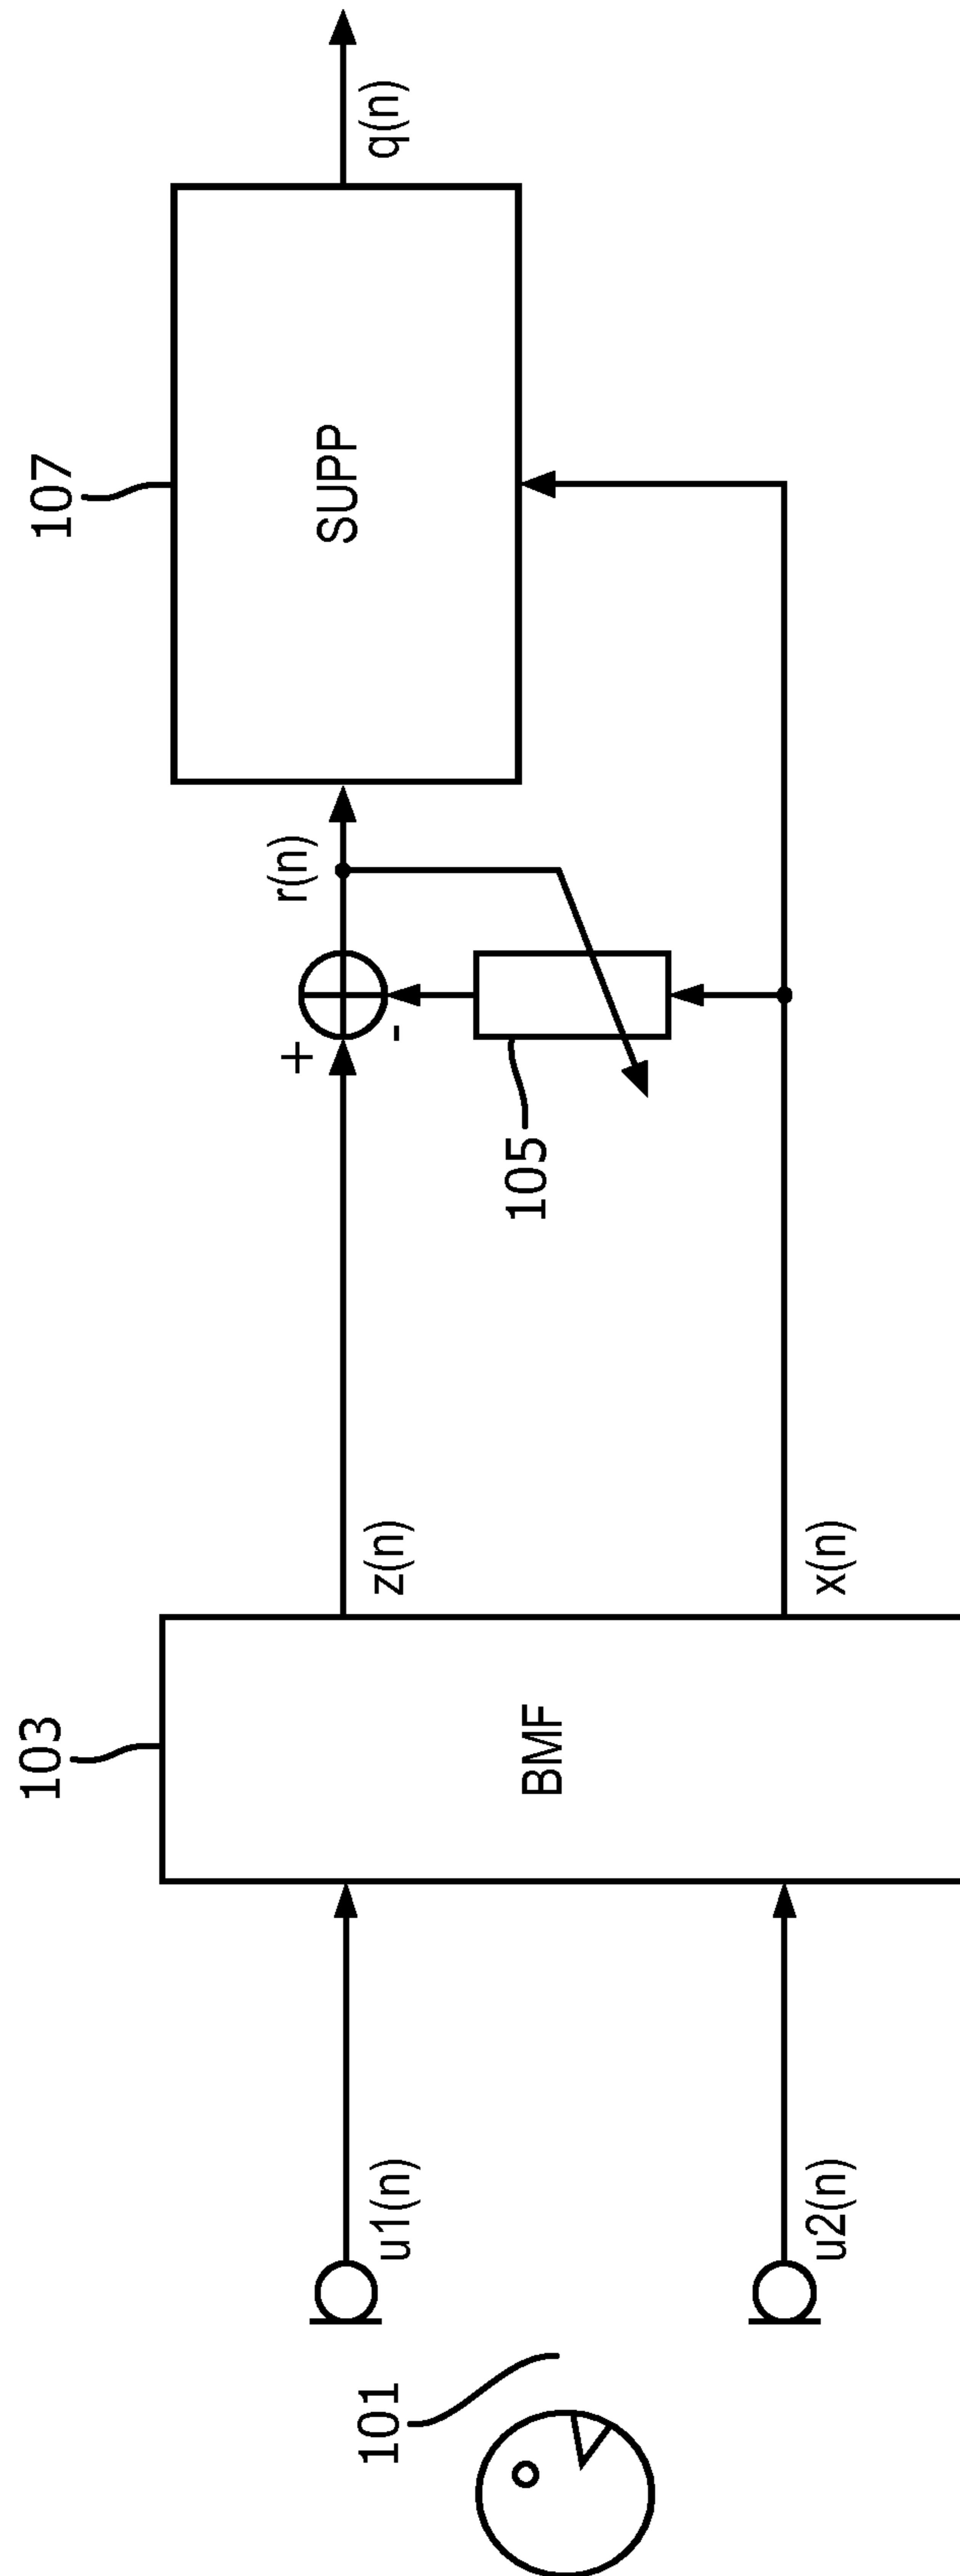 101
u1(n)
u2(n)
103
BMF
z(n)
x(n)
105
+
-
r(n)
107
SUPP
q(n)